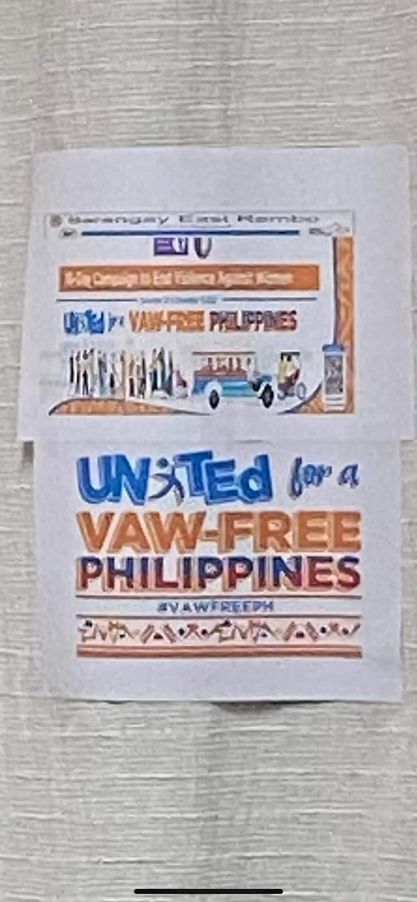 Barangay East Rembo
18-Day Campaign to End Violence Against Women
UNiTEd for a VAW-FREE PHILIPPINES
UNiTEd for a
VAW-FREE
PHILIPPINES
#VAWFREEPH